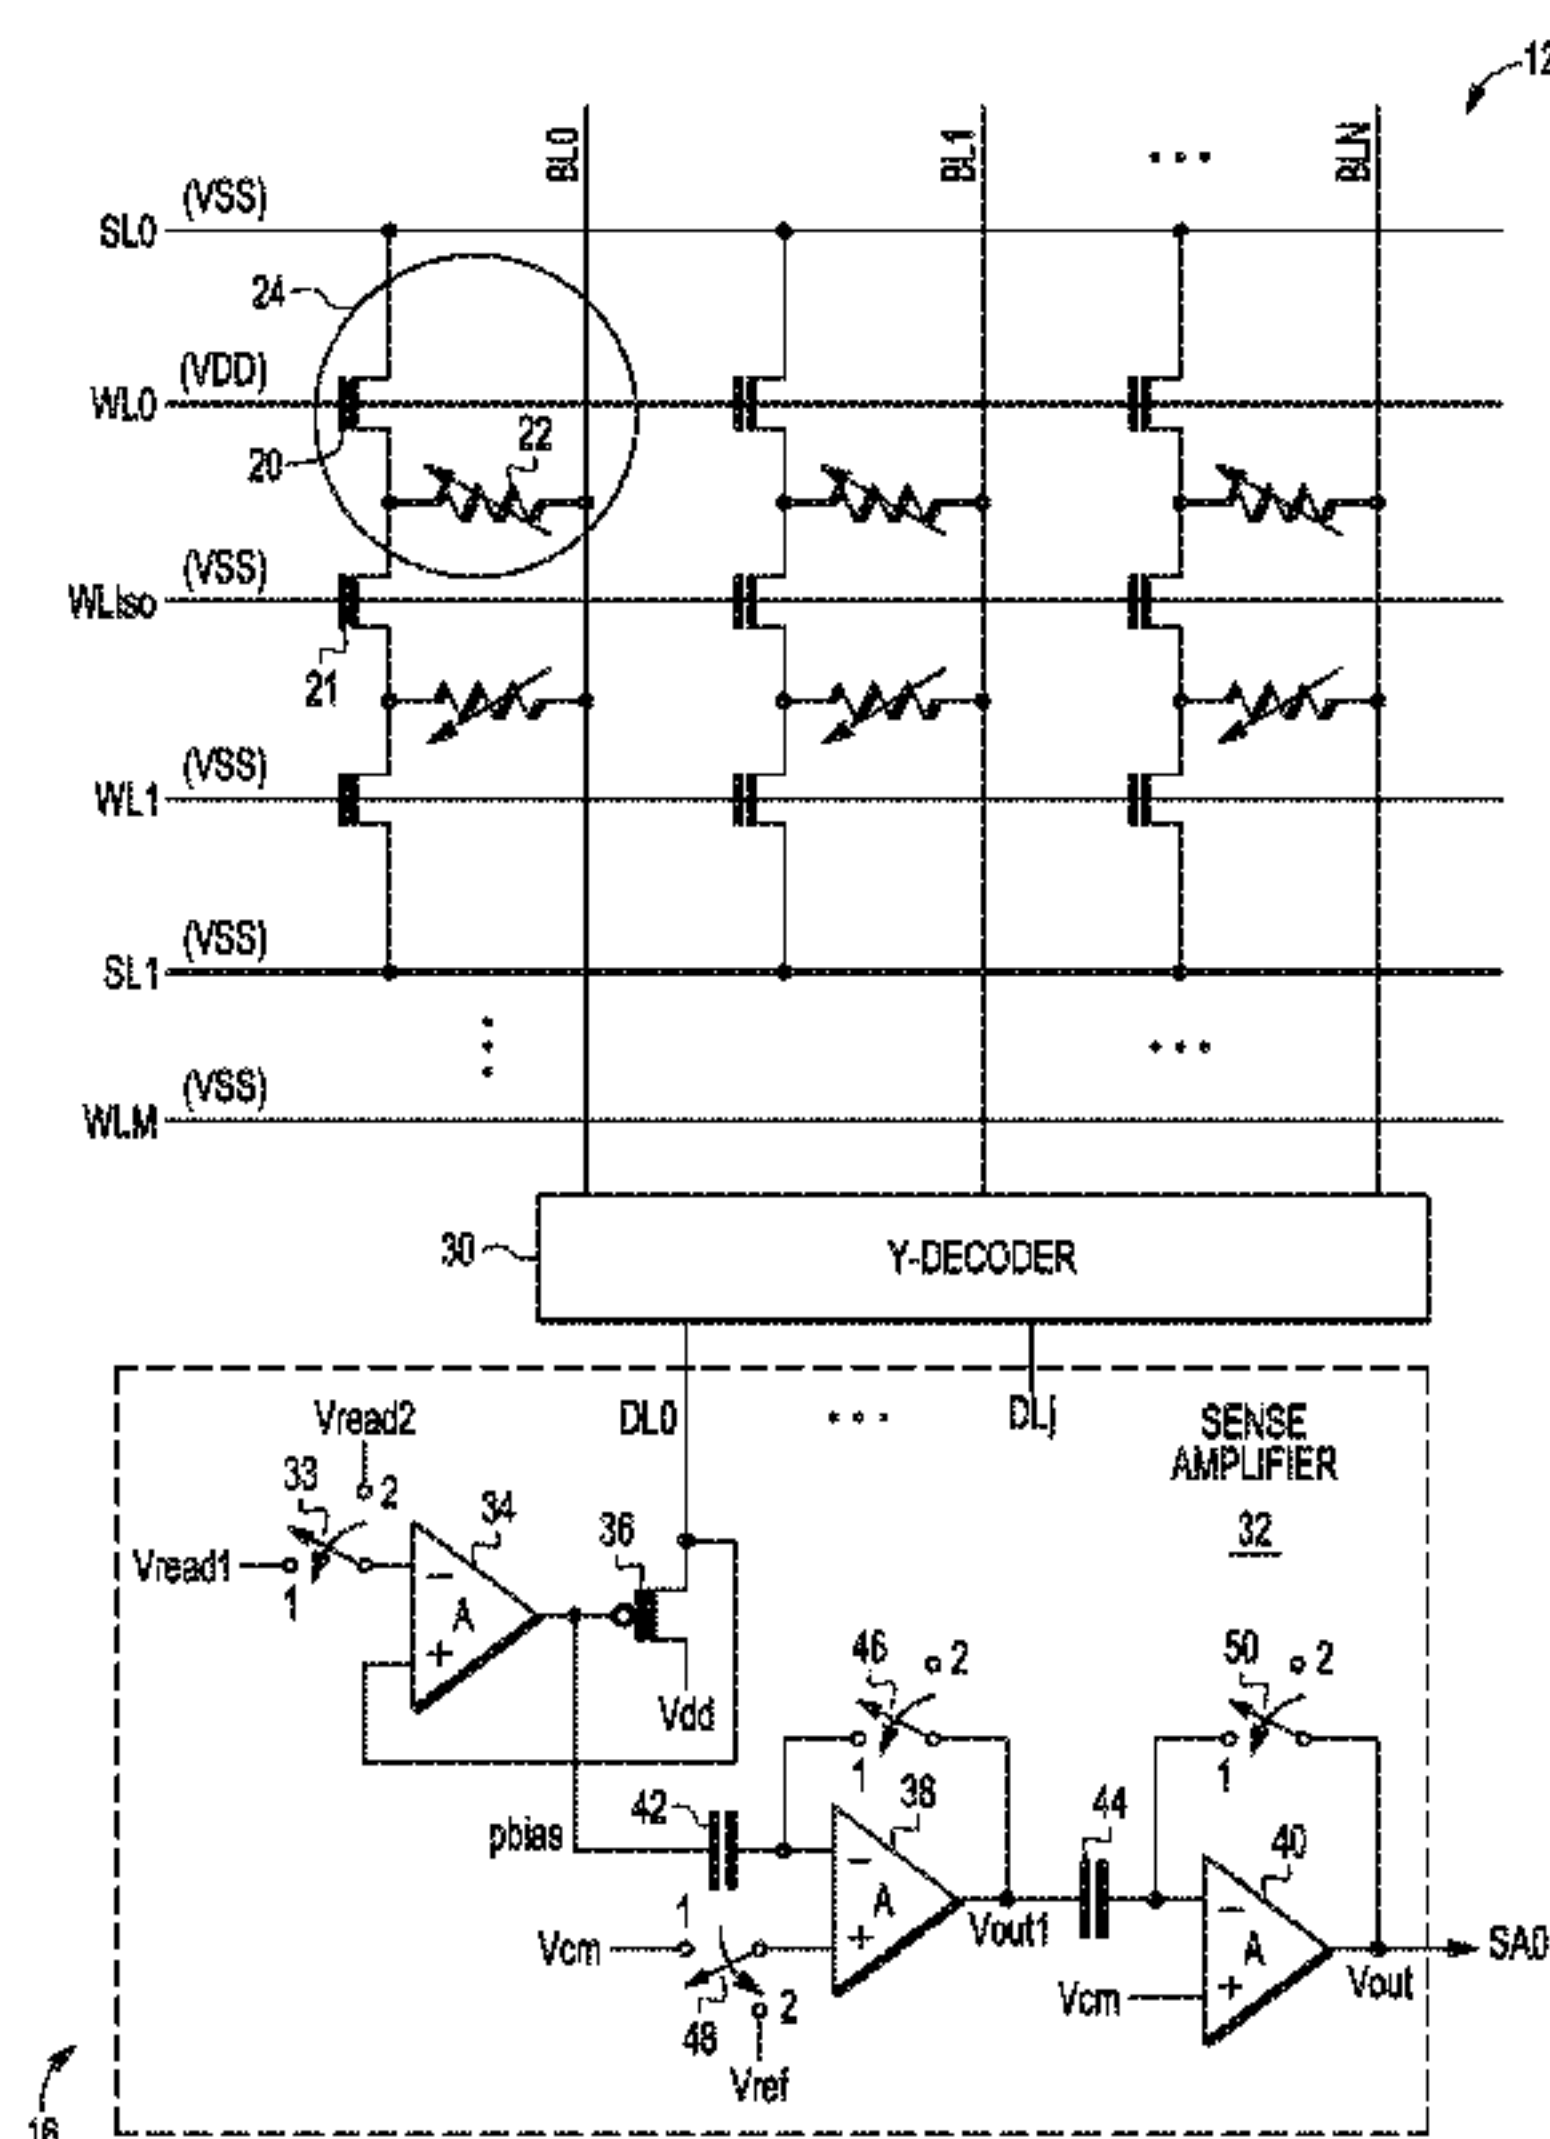 12
BL0
BL1
...
BLN
(VSS)
SL0
24
(VDD)
WL0
20
22
(VSS)
WLiso
21
(VSS)
WL1
(VSS)
SL1
...
...
(VSS)
WLM
30
Y-DECODER
Vread2
DL0
...
DLj
SENSE
AMPLIFIER
32
33
2
34
36
Vread1
1
−
A
+
Vdd
46
2
50
2
1
1
42
38
44
40
pbias
−
A
+
1
Vcm
48
2
Vref
Vout1
−
A
+
Vcm
Vout
SA0
16